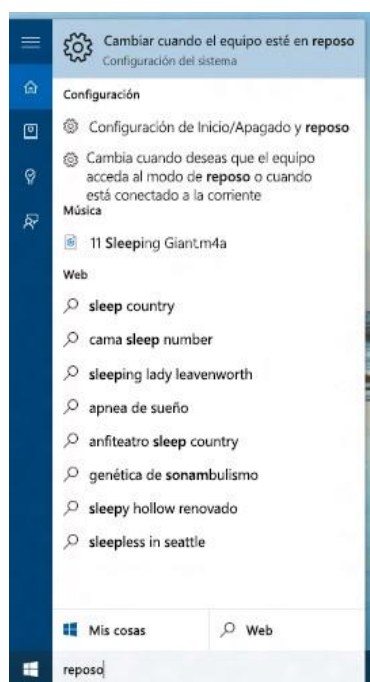 Cambiar cuando el equipo esté en reposo
Configuración del sistema
Configuración
Configuración de Inicio/Apagado y reposo
Cambia cuando deseas que el equipo
acceda al modo de reposo o cuando
está conectado a la corriente
Música
11 Sleeping Giant.m4a
Web
sleep country
cama sleep number
sleeping lady leavenworth
apnea de sueño
anfiteatro sleep country
genética de sonambulismo
sleepy hollow renovado
sleepless in seattle
Mis cosas
Web
reposo